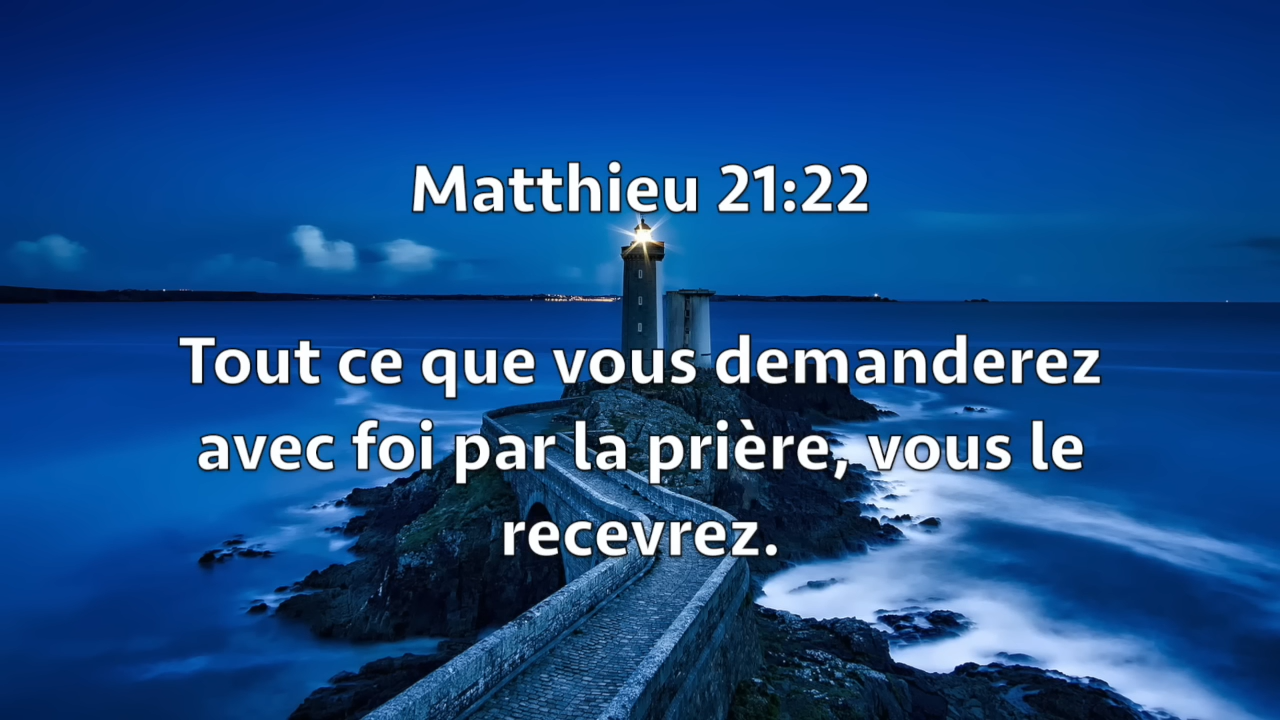 Matthieu 21:22
Tout ce que vous demanderez
avec foi par la prière, vous le
recevrez.